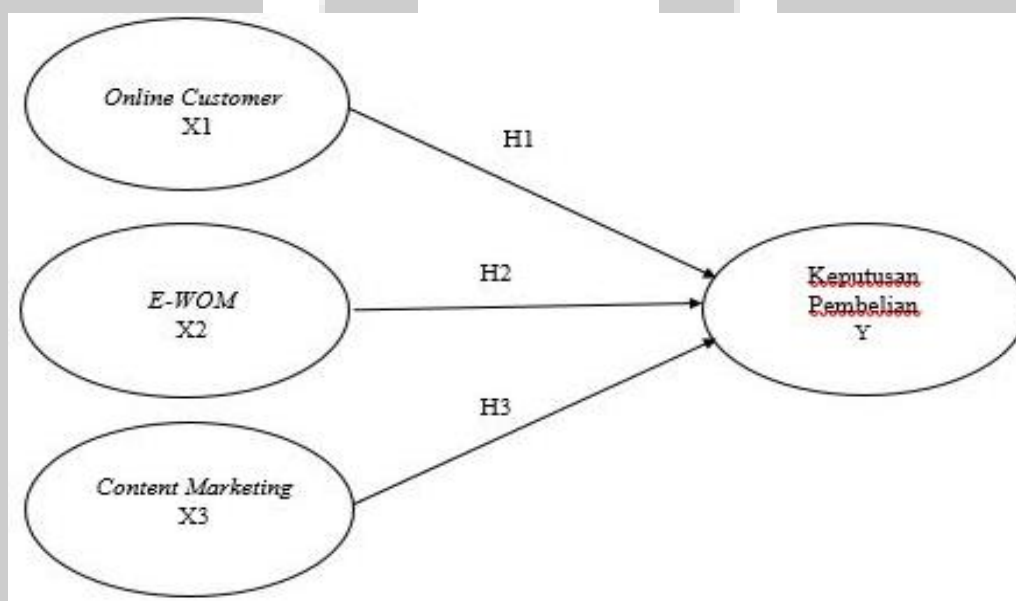 Online Customer
X1
H1
E-WOM
X2
H2
Keputusan
Pembelian
Y
H3
Content Marketing
X3